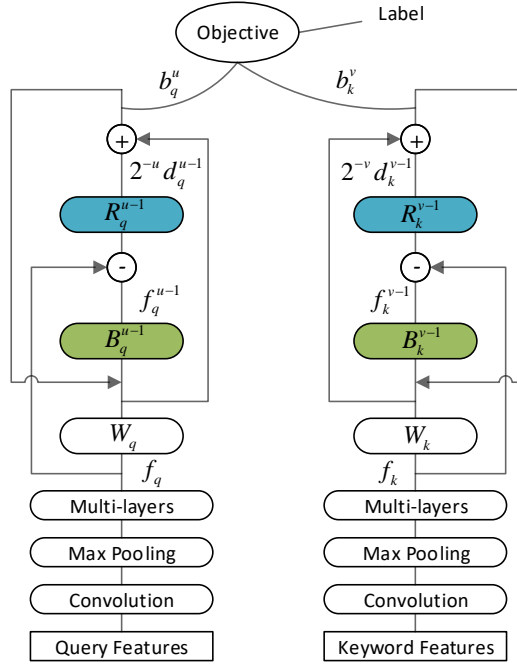 Label
Objective
b_q^u b_k^v
+ +
2^{-u} d_q^{u-1} 2^{-v} d_k^{v-1}
R_q^{u-1} R_k^{v-1}
- -
f_q^{u-1} f_k^{v-1}
B_q^{u-1} B_k^{v-1}
W_q W_k
f_q f_k
Multi-layers Multi-layers
Max Pooling Max Pooling
Convolution Convolution
Query Features Keyword Features